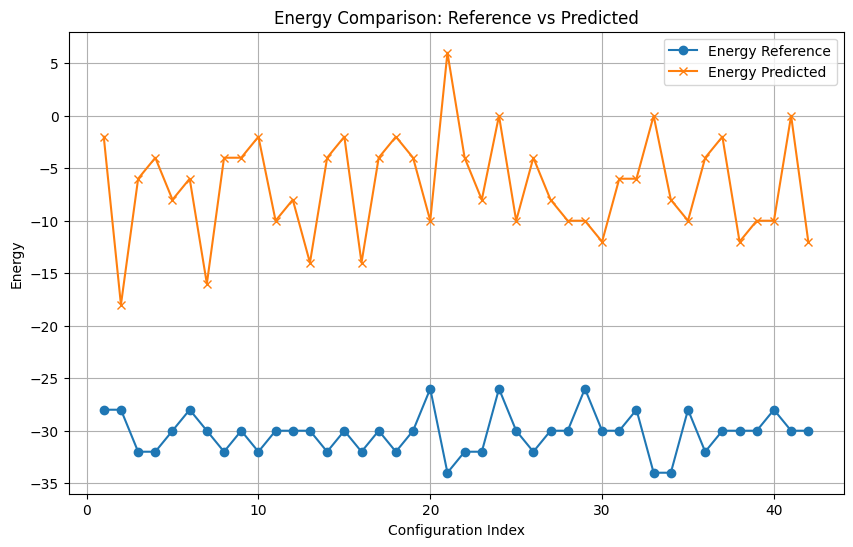 Energy Comparison: Reference vs Predicted
Energy Reference
Energy Predicted
5
0
−5
−10
−15
−20
−25
−30
−35
Energy
0 10 20 30 40
Configuration Index